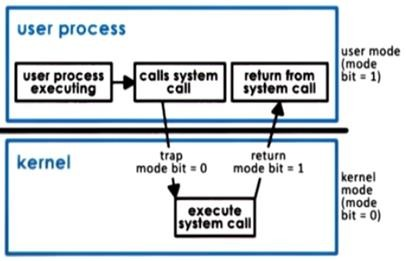 user process
user process
executing
calls system
call
return from
system call
user mode
(mode
bit = 1)
kernel
trap
mode bit = 0
return
mode bit = 1
execute
system call
kernel
mode
(mode
bit = 0)